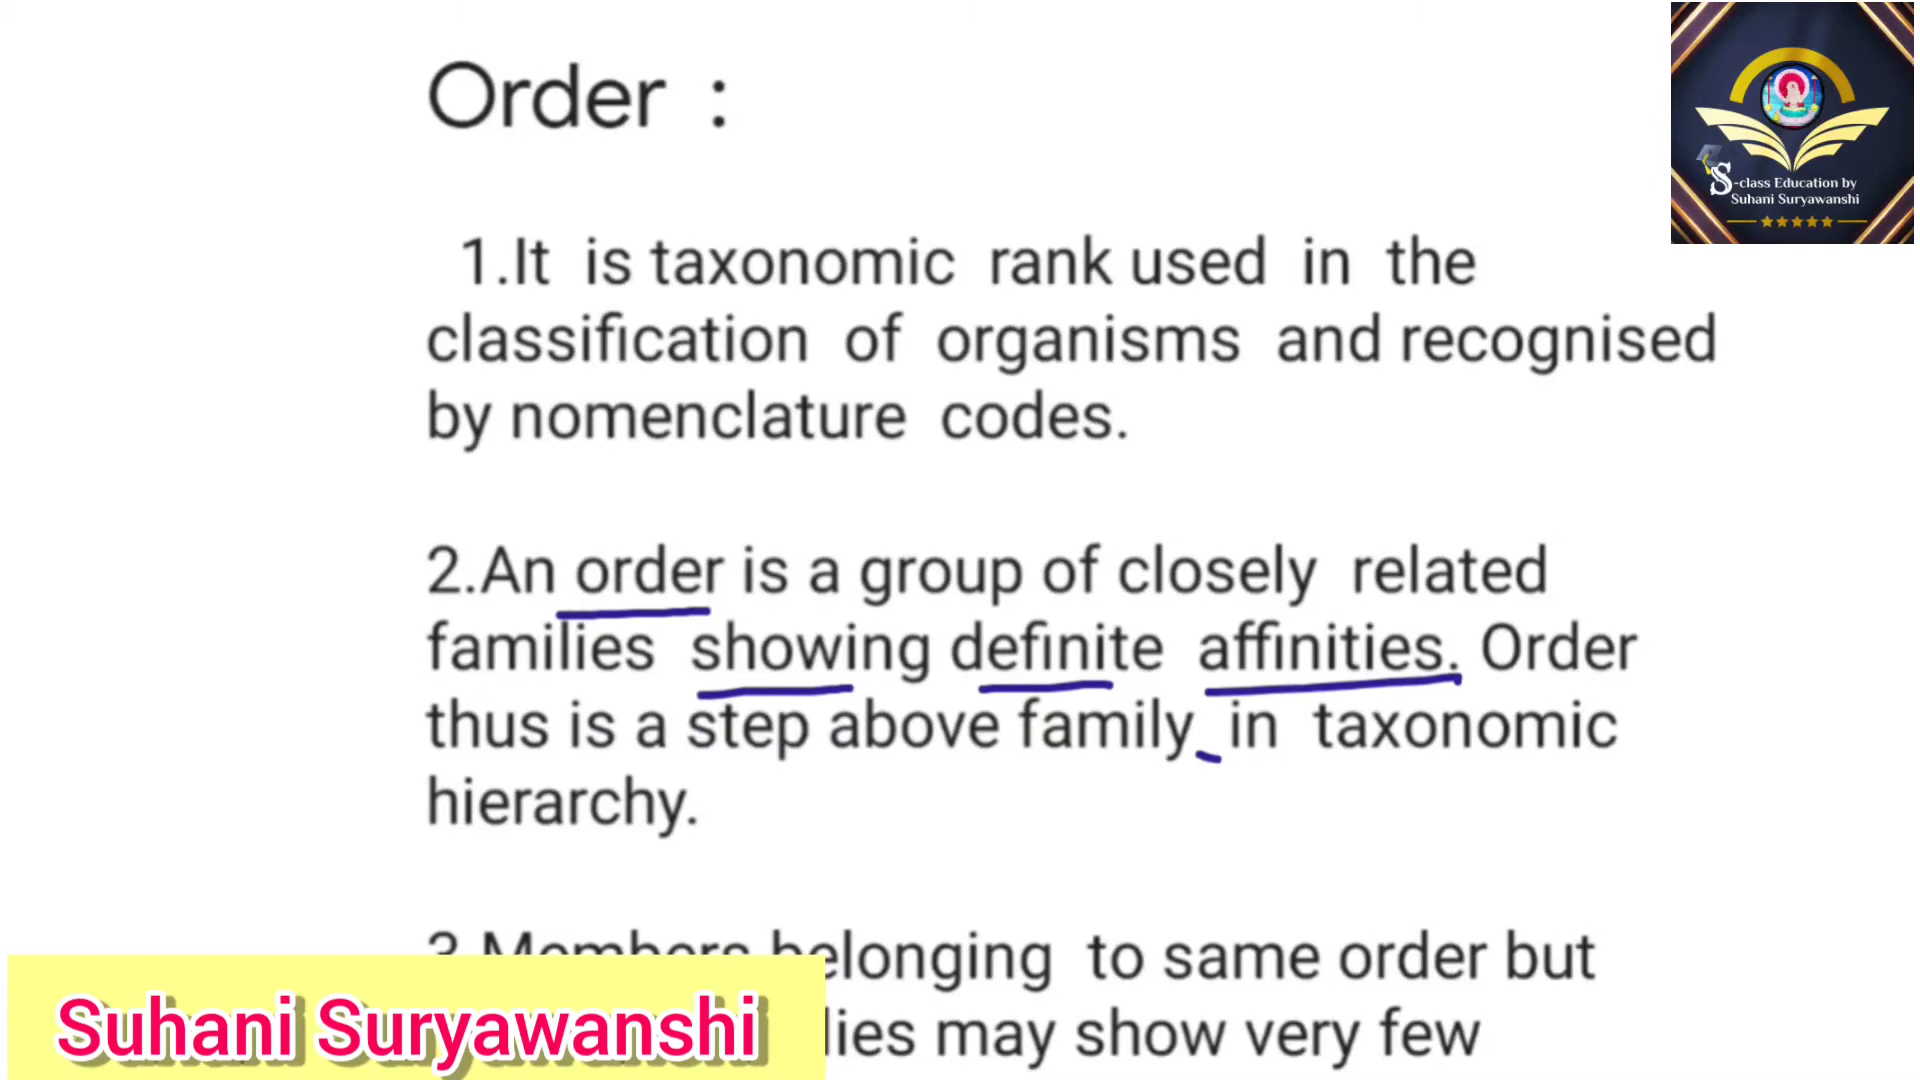 Order :
1.It is taxonomic rank used in the
classification of organisms and recognised
by nomenclature codes.
2.An order is a group of closely related
families showing definite affinities. Order
thus is a step above family in taxonomic
hierarchy.
3.Members belonging to same order but
lies may show very few
Suhani Suryawanshi
S-class Education by
Suhani Suryawanshi